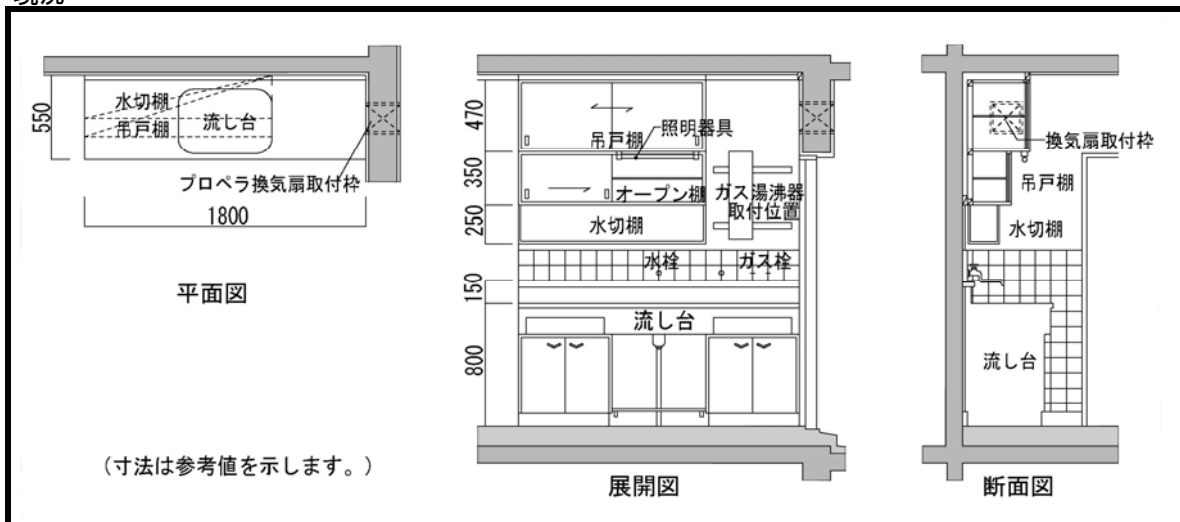 水切棚
吊戸棚
流し台
550
プロペラ換気扇取付枠
1800
平面図
(寸法は参考値を示します。)
470
350
250
150
800
吊戸棚
照明器具
オープン棚
ガス湯沸器
取付位置
水切棚
水栓
ガス栓
流し台
展開図
換気扇取付枠
吊戸棚
水切棚
流し台
断面図